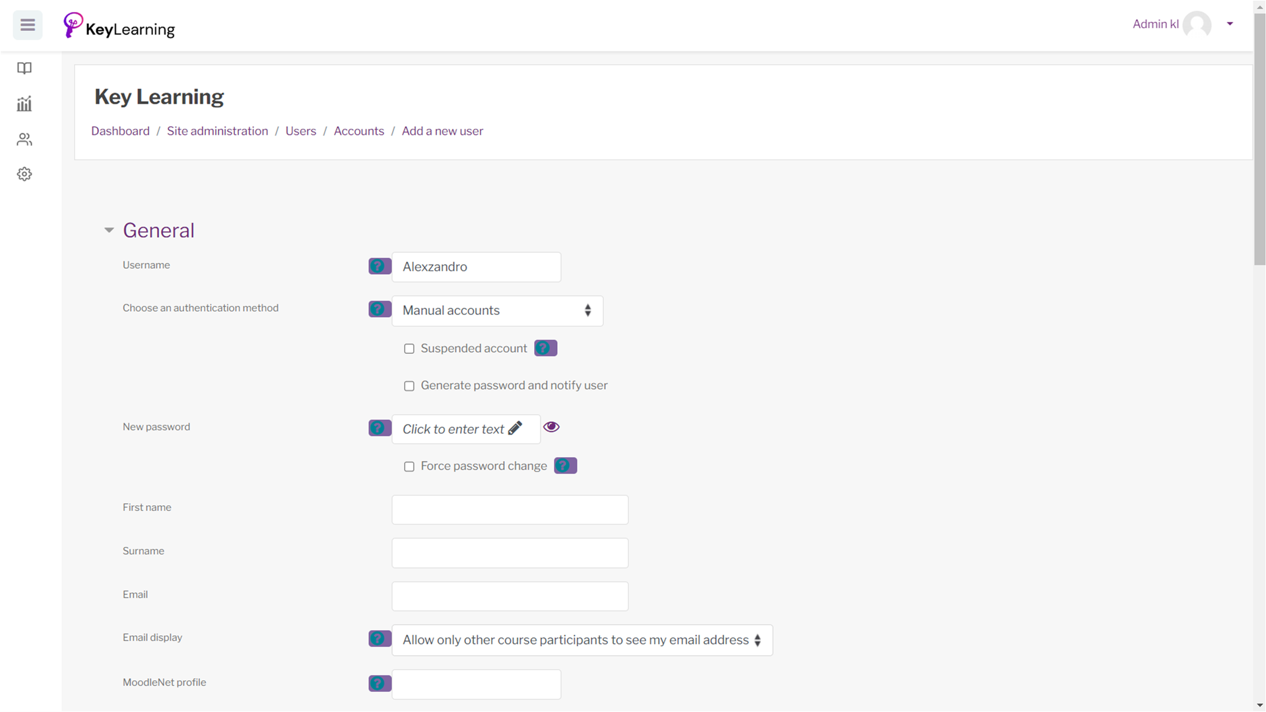 KeyLearning
Admin kl
Key Learning
Dashboard / Site administration / Users / Accounts / Add a new user
General
Username ? Alexzandro
Choose an authentication method ? Manual accounts
Suspended account ?
Generate password and notify user
New password ? Click to enter text
Force password change ?
First name
Surname
Email
Email display ? Allow only other course participants to see my email address
MoodleNet profile ?